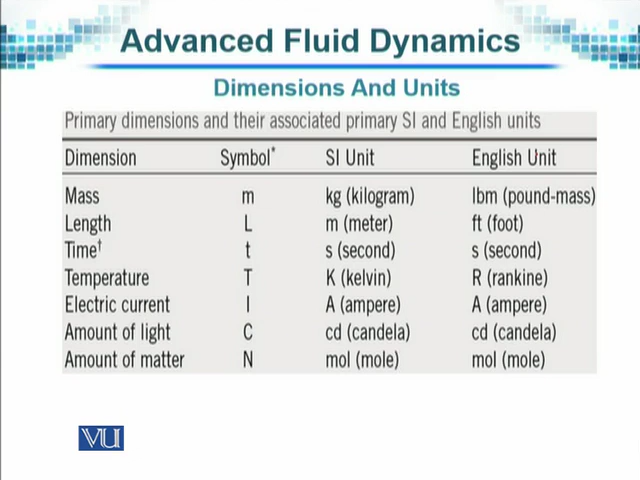 Advanced Fluid Dynamics
Dimensions And Units
Primary dimensions and their associated primary SI and English units
Dimension Symbol* SI Unit English Unit
Mass m kg (kilogram) lbm (pound-mass)
Length L m (meter) ft (foot)
Time† t s (second) s (second)
Temperature T K (kelvin) R (rankine)
Electric current I A (ampere) A (ampere)
Amount of light C cd (candela) cd (candela)
Amount of matter N mol (mole) mol (mole)
VU